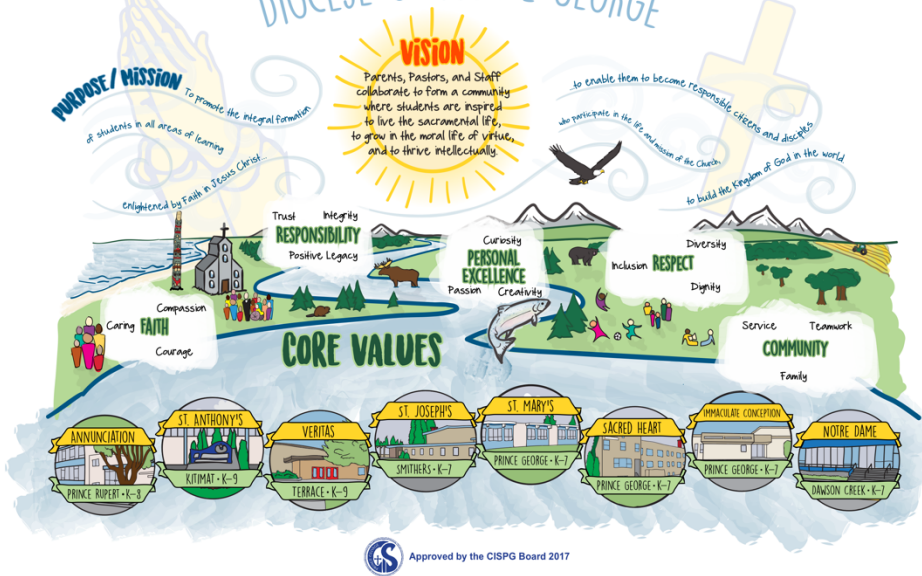 DIOCESE GEORGE
VISION
Parents, Pastors, and Staff
collaborate to form a community
where students are inspired
to live the sacramental life,
to grow in the moral life of virtue,
and to thrive intellectually.
PURPOSE/MISSION
To promote the integral formation
of students in all areas of learning
enlightened by Faith in Jesus Christ...
...to enable them to become responsible citizens and disciples
who participate in the life and mission of the Church,
to build the Kingdom of God in the world
Trust Integrity
RESPONSIBILITY
Positive Legacy
Curiosity
PERSONAL
EXCELLENCE
Passion Creativity
Diversity
Inclusion RESPECT
Dignity
Compassion
Caring FAITH
Courage
CORE VALUES
Service Teamwork
COMMUNITY
Family
ANNUNCIATION
PRINCE RUPERT • K-8
ST. ANTHONY'S
KITIMAT • K-9
VERITAS
TERRACE • K-9
ST. JOSEPH'S
SMITHERS • K-7
ST. MARY'S
PRINCE GEORGE • K-7
SACRED HEART
PRINCE GEORGE • K-7
IMMACULATE CONCEPTION
PRINCE GEORGE • K-7
NOTRE DAME
DAWSON CREEK • K-7
Approved by the CISPG Board 2017